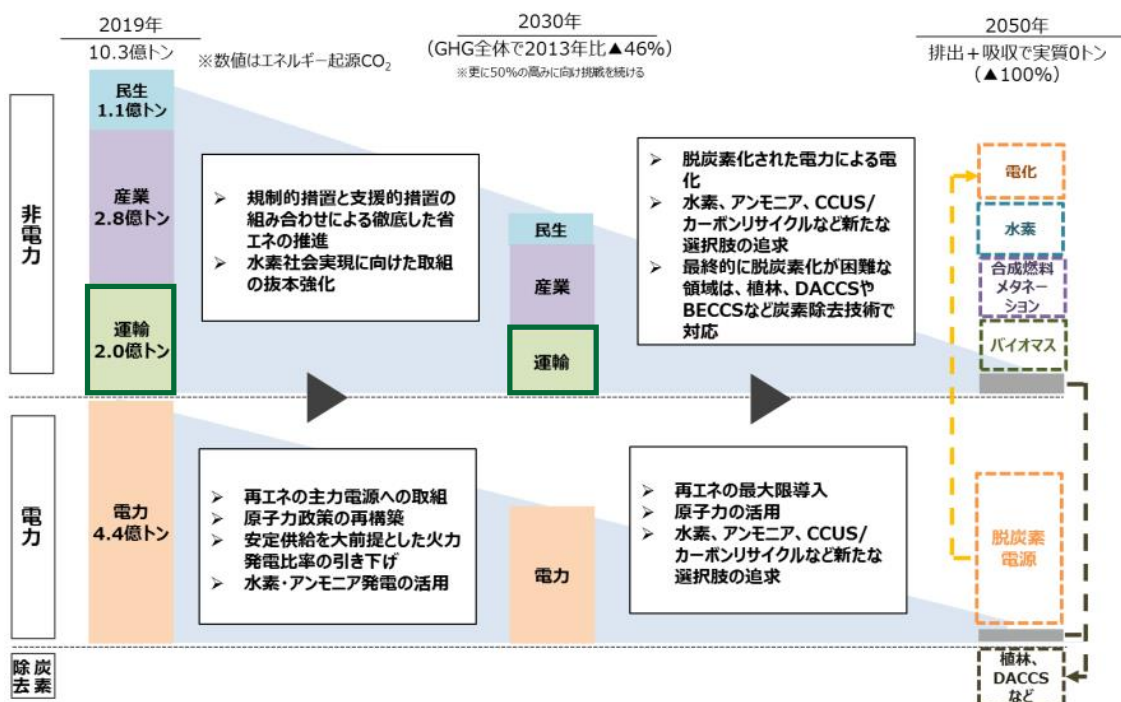 2019年
10.3億トン
※数値はエネルギー起源CO₂
2030年
(GHG全体で2013年比▲46%)
※更に50%の高みに向け挑戦を続ける
2050年
排出+吸収で実質0トン
(▲100%)
非電力
民生
1.1億トン
産業
2.8億トン
運輸
2.0億トン
➢ 規制的措置と支援的措置の
組み合わせによる徹底した省
エネの推進
➢ 水素社会実現に向けた取組
の抜本強化
民生
産業
運輸
➢ 脱炭素化された電力による電
化
➢ 水素、アンモニア、CCUS/
カーボンリサイクルなど新たな
選択肢の追求
➢ 最終的に脱炭素化が困難な
領域は、植林、DACCSや
BECCSなど炭素除去技術で
対応
電化
水素
合成燃料
メタネー
ション
バイオマス
電力
電力
4.4億トン
➢ 再エネの主力電源への取組
➢ 原子力政策の再構築
➢ 安定供給を大前提とした火力
発電比率の引き下げ
➢ 水素・アンモニア発電の活用
電力
➢ 再エネの最大限導入
➢ 原子力の活用
➢ 水素、アンモニア、CCUS/
カーボンリサイクルなど新たな
選択肢の追求
脱炭素
電源
炭素除去
植林、
DACCS
など